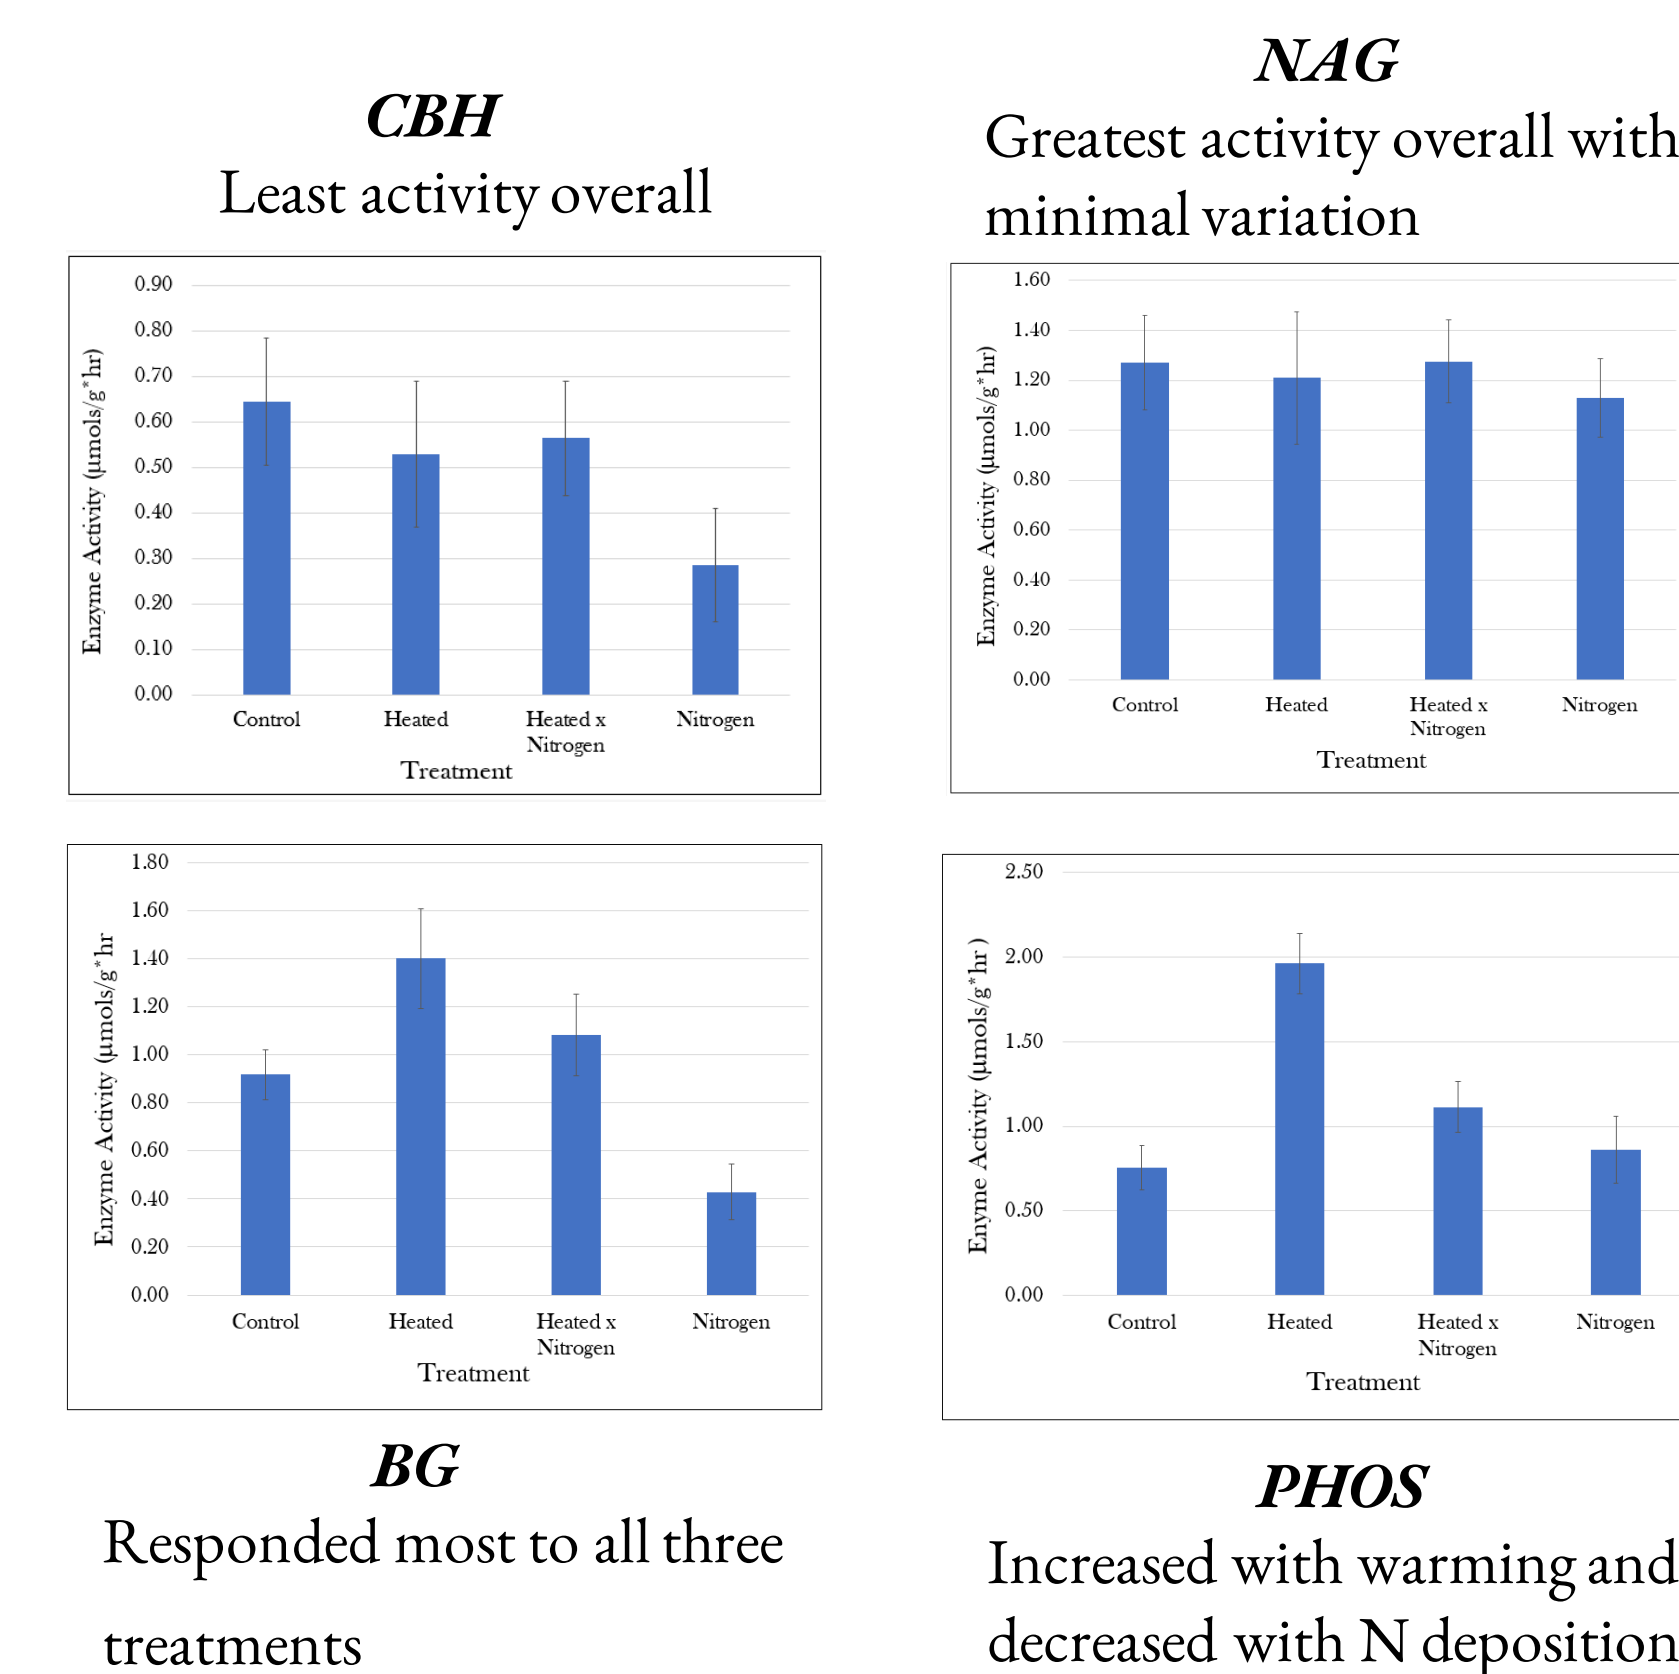 CBH
Least activity overall
0.90
0.80
0.70
0.60
0.50
0.40
0.30
0.20
0.10
0.00
Enzyme Activity (µmols/g*hr)
Control
Heated
Heated x
Nitrogen
Nitrogen
Treatment
NAG
Greatest activity overall with
minimal variation
1.60
1.40
1.20
1.00
0.80
0.60
0.40
0.20
0.00
Enzyme Activity (µmols/g*hr)
Control
Heated
Heated x
Nitrogen
Nitrogen
Treatment
1.80
1.60
1.40
1.20
1.00
0.80
0.60
0.40
0.20
0.00
Enzyme Activity (µmols/g*hr
Control
Heated
Heated x
Nitrogen
Nitrogen
Treatment
BG
Responded most to all three
treatments
2.50
2.00
1.50
1.00
0.50
0.00
Enyme Activity (µmols/g*hr )
Control
Heated
Heated x
Nitrogen
Nitrogen
Treatment
PHOS
Increased with warming and
decreased with N deposition